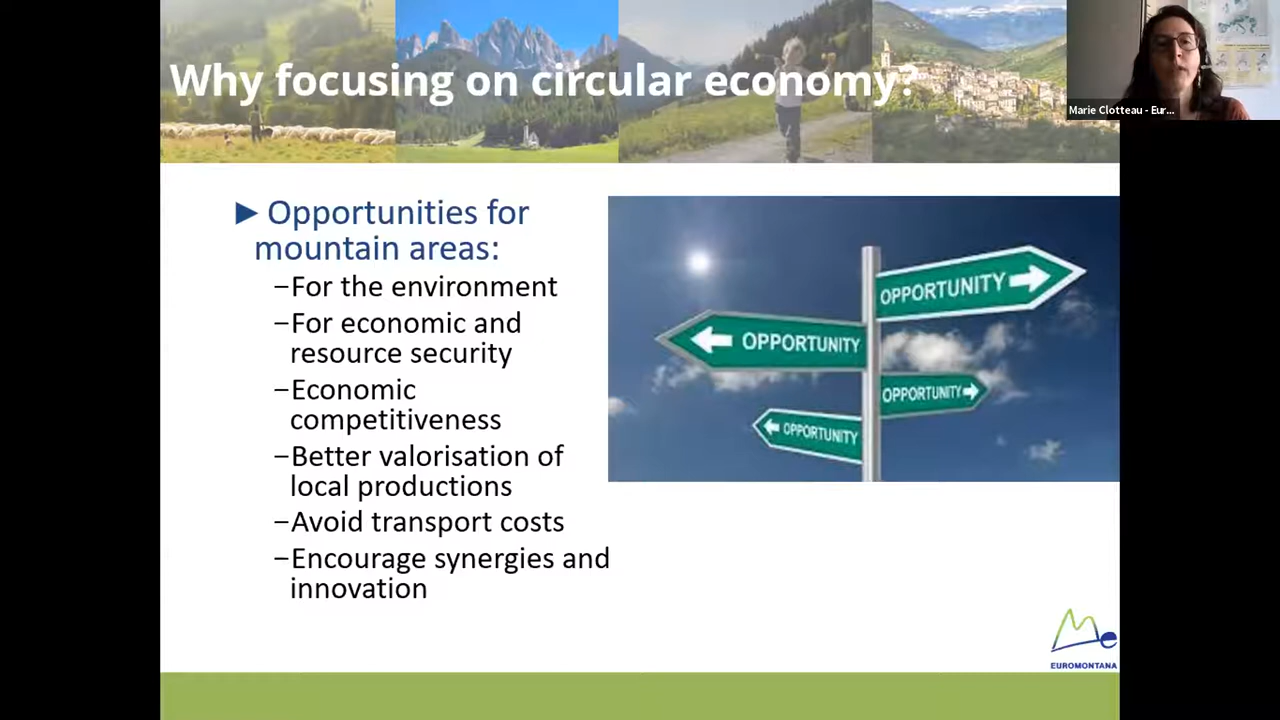 Why focusing on circular economy?
Marie Clotteau - Eur...
►Opportunities for
mountain areas:
–For the environment
–For economic and
resource security
–Economic
competitiveness
–Better valorisation of
local productions
–Avoid transport costs
–Encourage synergies and
innovation
OPPORTUNITY
OPPORTUNITY
OPPORTUNITY
OPPORTUNITY
Me
EUROMONTANA